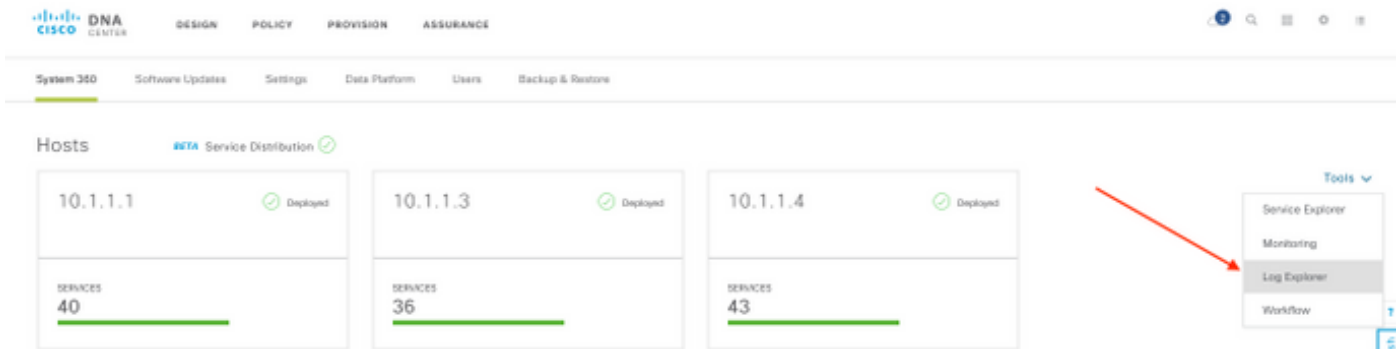 CISCO DNA CENTER DESIGN POLICY PROVISION ASSURANCE 2
System 360 Software Updates Settings Data Platform Users Backup & Restore
Hosts BETA Service Distribution
Tools
10.1.1.1 Deployed 10.1.1.3 Deployed 10.1.1.4 Deployed
Service Explorer
Monitoring
Log Explorer
SERVICES SERVICES SERVICES
40 36 43
Workflow
?